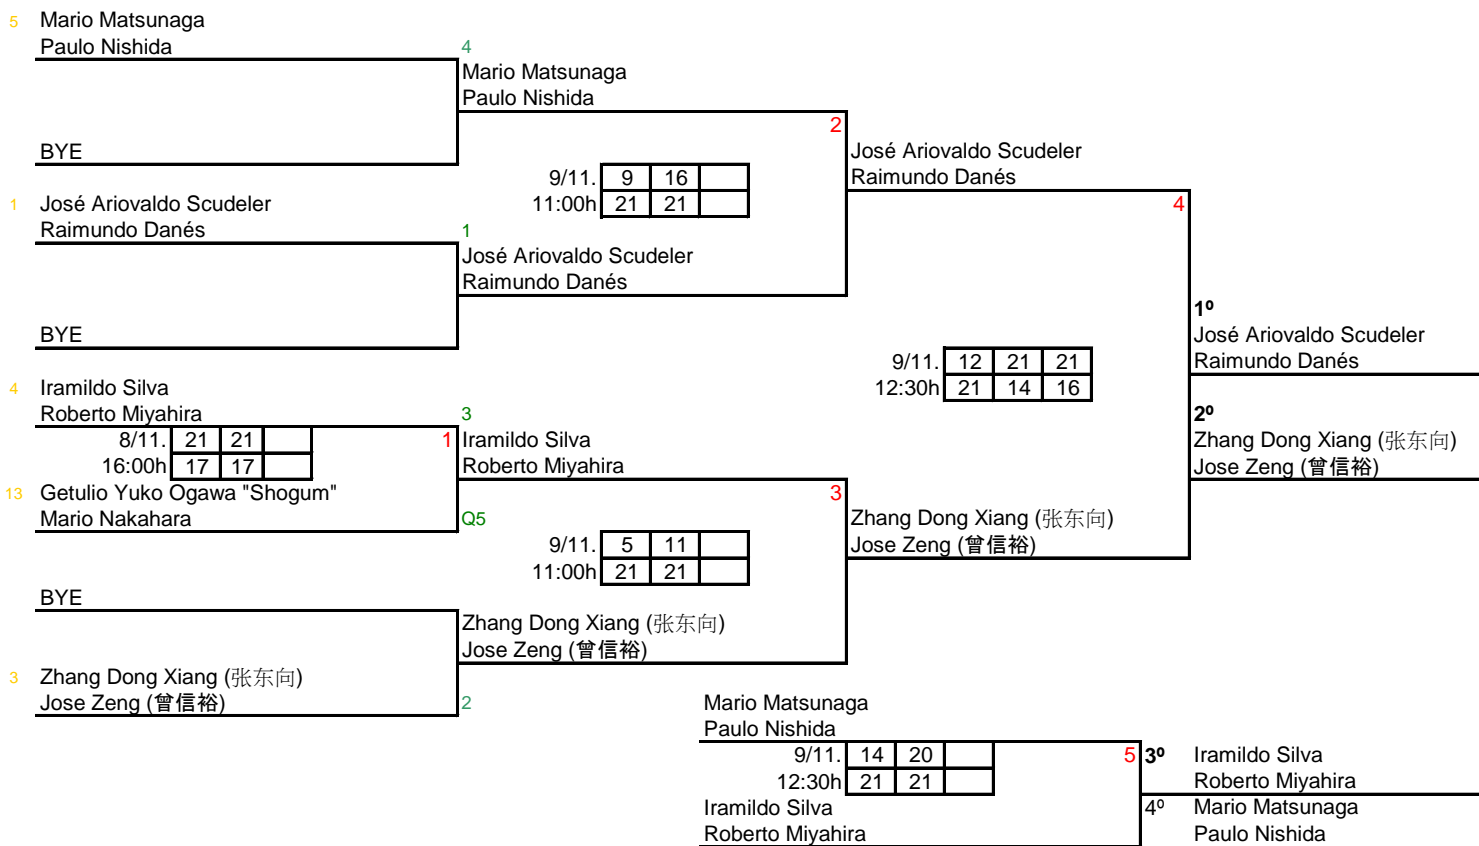 5 Mario Matsunaga
Paulo Nishida
4
Mario Matsunaga
Paulo Nishida
2
BYE
9/11. 9 16
11:00h 21 21
José Ariovaldo Scudeler
Raimundo Danés
1 José Ariovaldo Scudeler
Raimundo Danés
4
1
José Ariovaldo Scudeler
Raimundo Danés
BYE
1º
José Ariovaldo Scudeler
Raimundo Danés
9/11. 12 21 21
12:30h 21 14 16
4 Iramildo Silva
Roberto Miyahira
3
2º
8/11. 21 21
16:00h 17 17
1
Iramildo Silva
Roberto Miyahira
Zhang Dong Xiang (张东向)
Jose Zeng (曾信裕)
13 Getulio Yuko Ogawa "Shogum"
Mario Nakahara
3
Q5
9/11. 5 11
11:00h 21 21
Zhang Dong Xiang (张东向)
Jose Zeng (曾信裕)
BYE
Zhang Dong Xiang (张东向)
Jose Zeng (曾信裕)
3 Zhang Dong Xiang (张东向)
Jose Zeng (曾信裕)
2
Mario Matsunaga
Paulo Nishida
9/11. 14 20
12:30h 21 21
5
3º Iramildo Silva
Roberto Miyahira
Iramildo Silva
Roberto Miyahira
4º Mario Matsunaga
Paulo Nishida